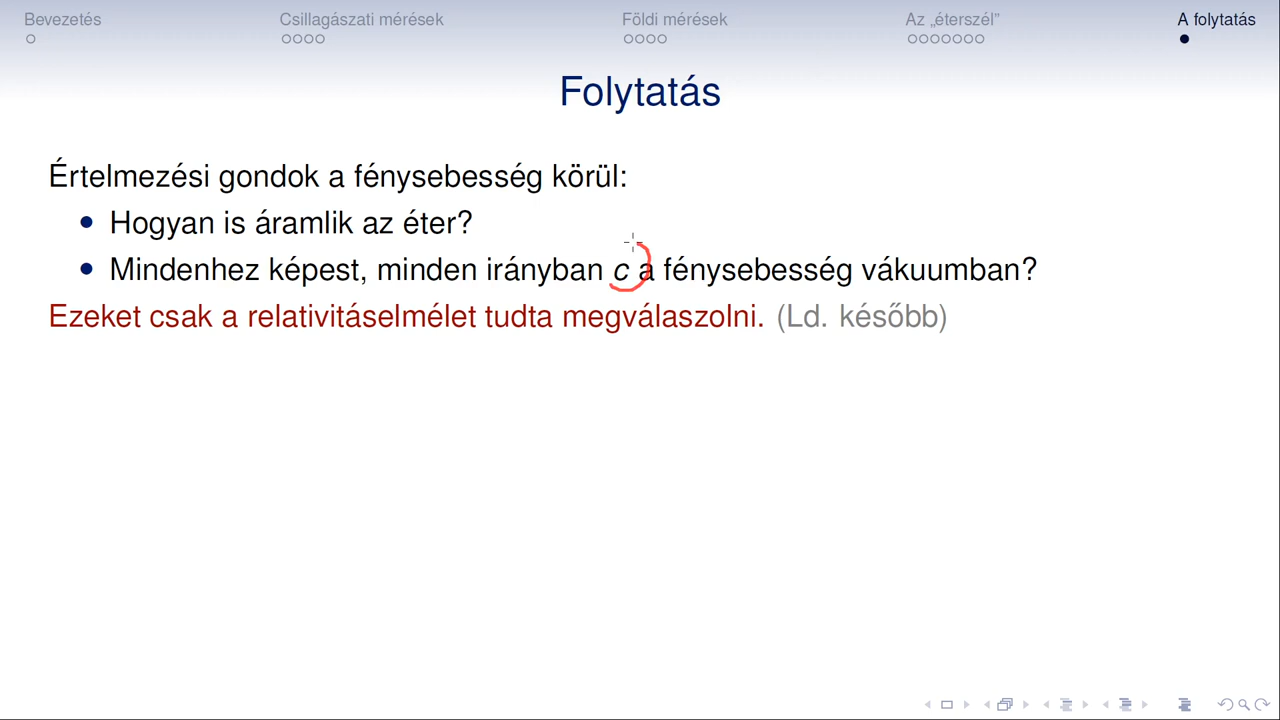 Bevezetés
Csillagászati mérések
Földi mérések
Az „éterszél”
A folytatás
Folytatás
Értelmezési gondok a fénysebesség körül:
Hogyan is áramlik az éter?
Mindenhez képest, minden irányban c a fénysebesség vákuumban?
Ezeket csak a relativitáselmélet tudta megválaszolni. (Ld. később)